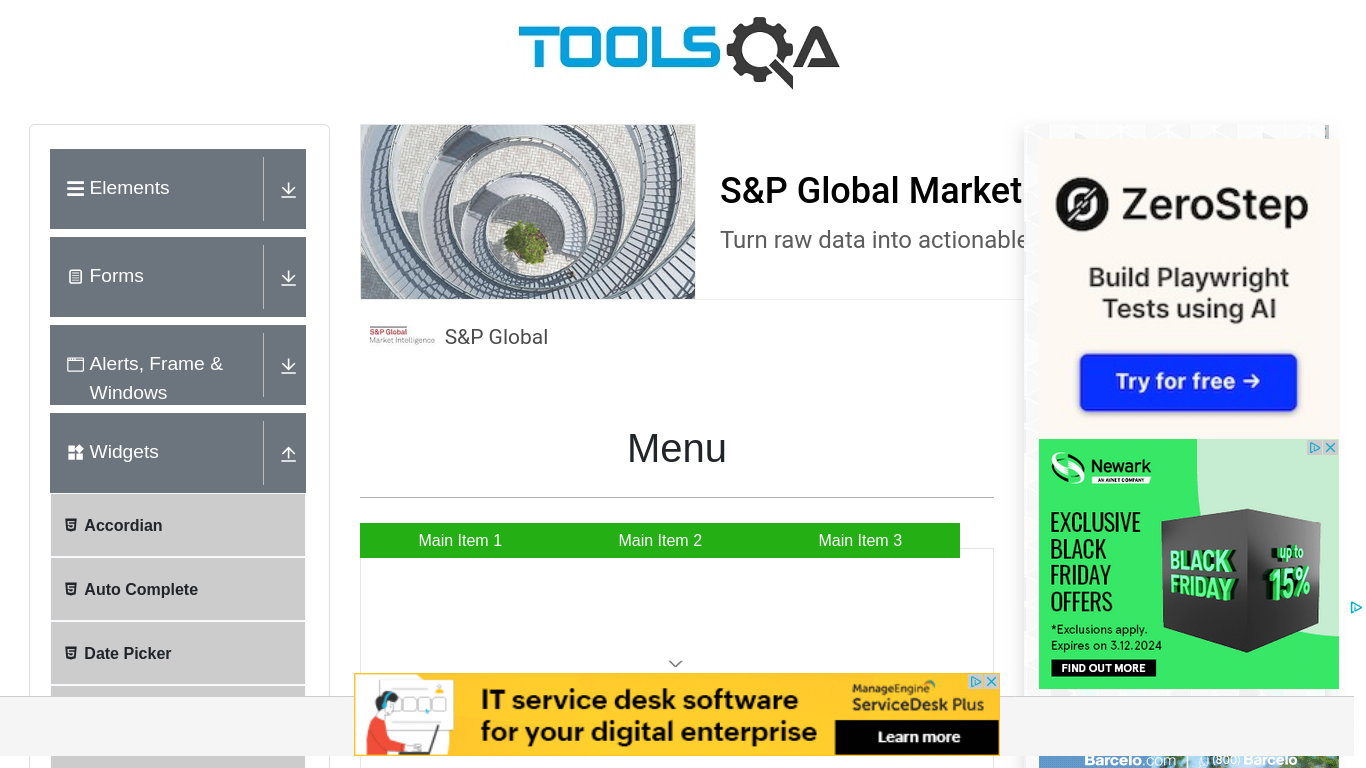 TOOLSQA
Elements
Forms
Alerts, Frame &
Windows
Widgets
Accordian
Auto Complete
Date Picker
S&P Global Market
Turn raw data into actionable
S&P Global
Market Intelligence
S&P Global
Menu
Main Item 1
Main Item 2
Main Item 3
ZeroStep
Build Playwright
Tests using AI
Try for free →
Newark
AN AVNET COMPANY
EXCLUSIVE
BLACK
FRIDAY
OFFERS
BLACK
FRIDAY
up to
15%
*Exclusions apply.
Expires on 3.12.2024
FIND OUT MORE
IT service desk software
for your digital enterprise
ManageEngine
ServiceDesk Plus
Learn more
Barcelo.com | 1 (800) Barcelo